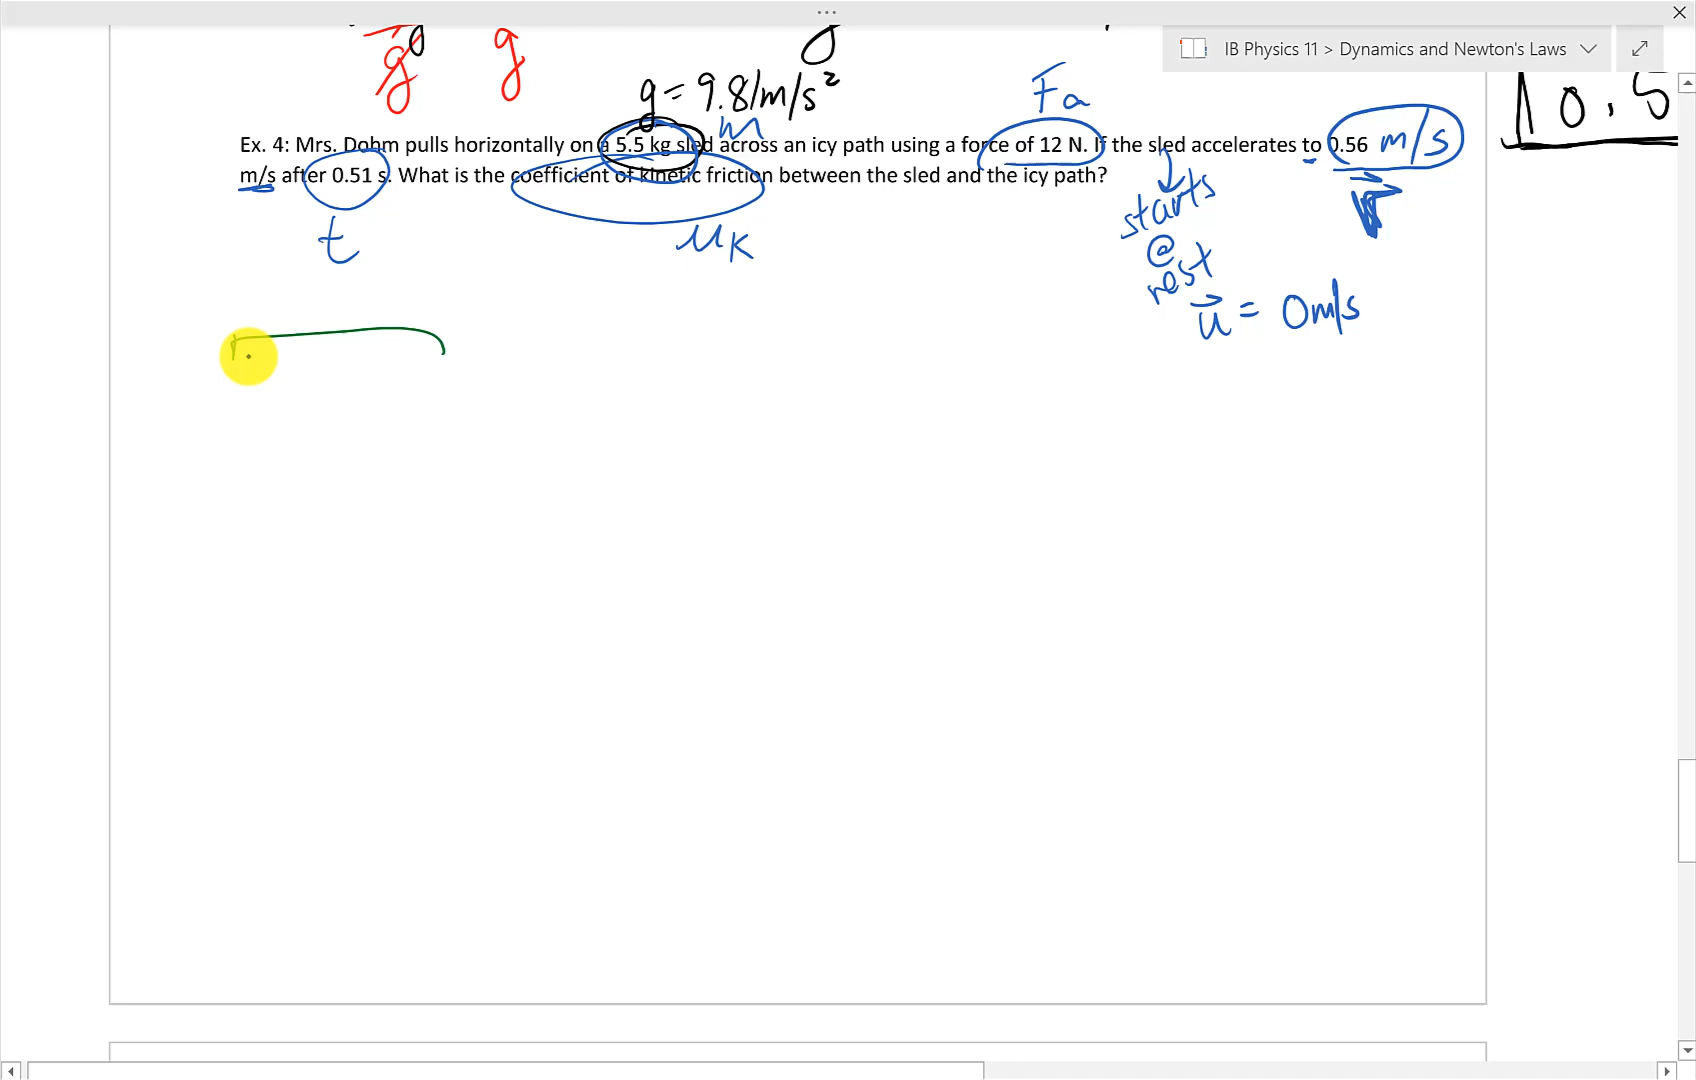 IB Physics 11 > Dynamics and Newton's Laws
g g
g = 9.8 m/s²
Fa
10.5
m
Ex. 4: Mrs. Dohm pulls horizontally on a 5.5 kg sled across an icy path using a force of 12 N. If the sled accelerates to 0.56 m/s
m/s after 0.51 s. What is the coefficient of kinetic friction between the sled and the icy path?
t
μK
starts
@
rest
v
u = 0m/s